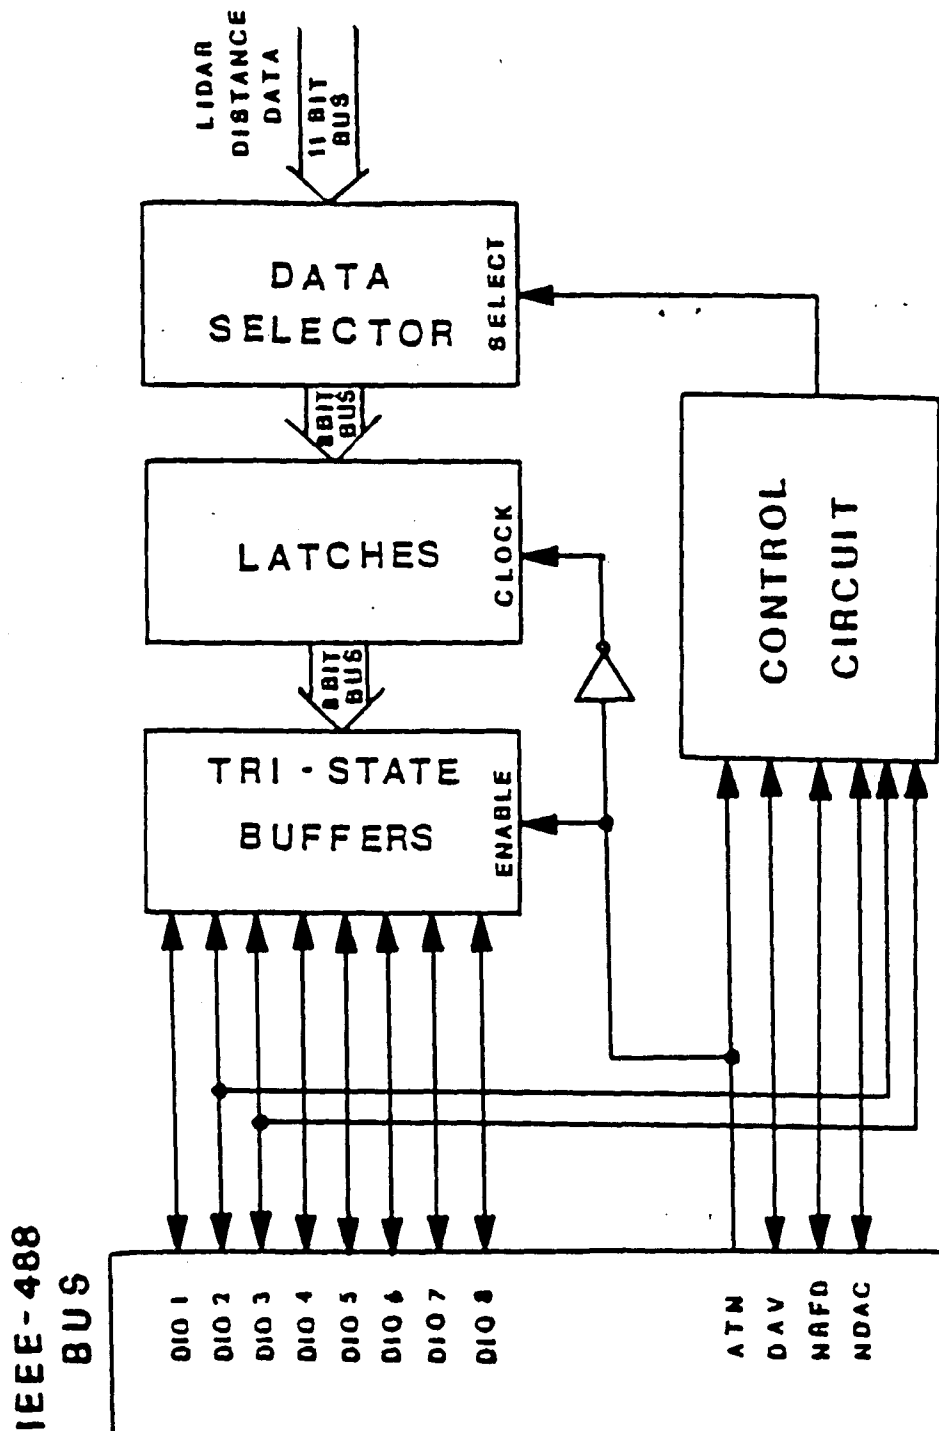 IEEE-488
BUS
DIO 1
DIO 2
DIO 3
DIO 4
DIO 5
DIO 6
DIO 7
DIO 8
ATN
DAV
NRFD
NDAC
TRI-STATE
BUFFERS
ENABLE
8 BIT
BUS
LATCHES
CLOCK
8 BIT
BUS
DATA
SELECTOR
SELECT
11 BIT
BUS
LIDAR
DISTANCE
DATA
CONTROL
CIRCUIT